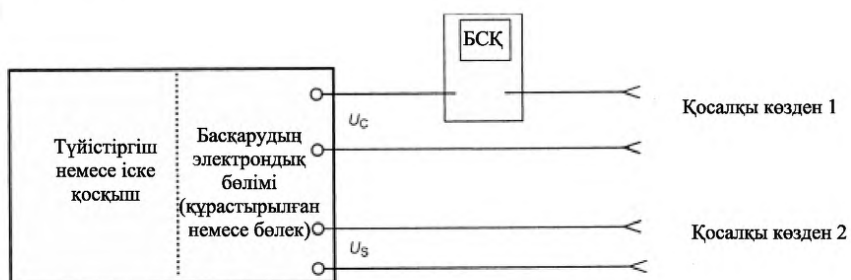 БСҚ
Қосалқы көзден 1
U_C
Түйістіргіш
немесе іске
қосқыш
Басқарудың
электрондық
бөлімі
(құрастырылған
немесе бөлек)
Қосалқы көзден 2
U_S